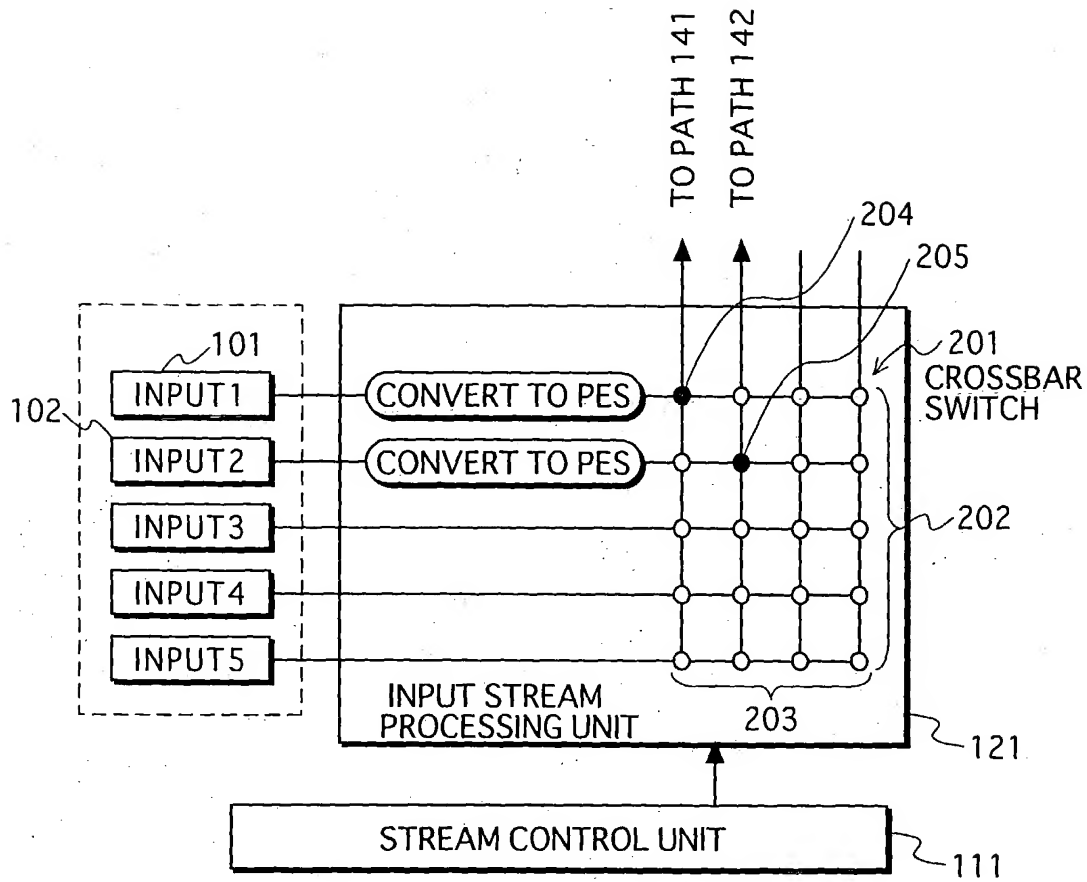 TO PATH 141
TO PATH 142
204
205
201
CROSSBAR
SWITCH
101
INPUT1
CONVERT TO PES
102
INPUT2
CONVERT TO PES
INPUT3
202
INPUT4
INPUT5
INPUT STREAM
PROCESSING UNIT
203
121
STREAM CONTROL UNIT
111